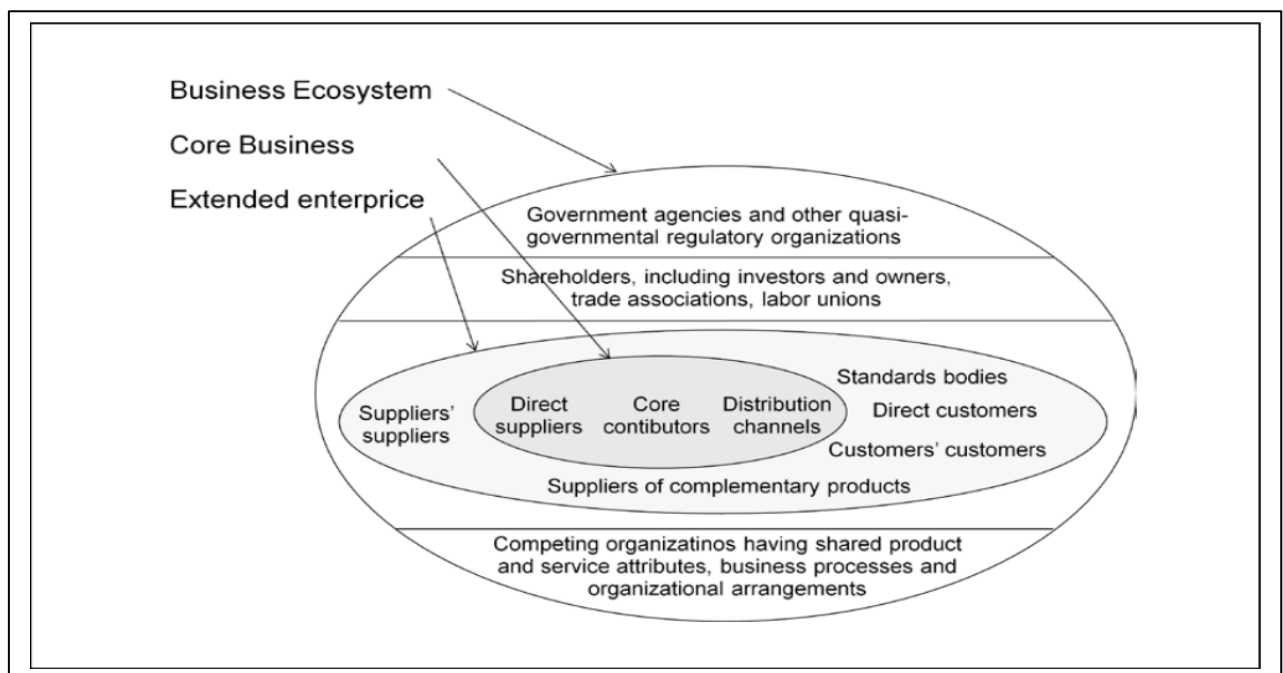 Business Ecosystem
Core Business
Extended enterprice
Government agencies and other quasi-
governmental regulatory organizations
Shareholders, including investors and owners,
trade associations, labor unions
Standards bodies
Suppliers'
suppliers
Direct
suppliers
Core
contibutors
Distribution
channels
Direct customers
Customers' customers
Suppliers of complementary products
Competing organizatinos having shared product
and service attributes, business processes and
organizational arrangements